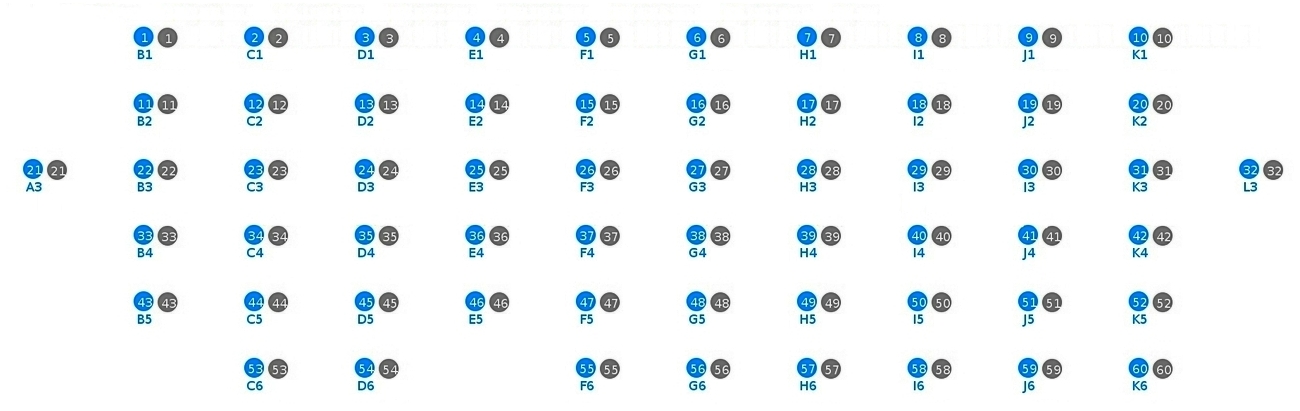 1 1 2 2 3 3 4 4 5 5 6 6 7 7 8 8 9 9 10 10
B1 C1 D1 E1 F1 G1 H1 I1 J1 K1
11 11 12 12 13 13 14 14 15 15 16 16 17 17 18 18 19 19 20 20
B2 C2 D2 E2 F2 G2 H2 I2 J2 K2
21 21 22 22 23 23 24 24 25 25 26 26 27 27 28 28 29 29 30 30 31 31 32 32
A3 B3 C3 D3 E3 F3 G3 H3 I3 I3 K3 L3
33 33 34 34 35 35 36 36 37 37 38 38 39 39 40 40 41 41 42 42
B4 C4 D4 E4 F4 G4 H4 I4 J4 K4
43 43 44 44 45 45 46 46 47 47 48 48 49 49 50 50 51 51 52 52
B5 C5 D5 E5 F5 G5 H5 I5 J5 K5
53 53 54 54 55 55 56 56 57 57 58 58 59 59 60 60
C6 D6 F6 G6 H6 I6 J6 K6